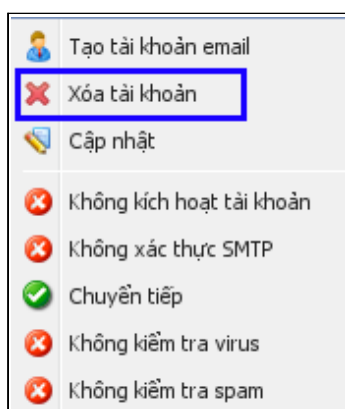 Tạo tài khoản email
Xóa tài khoản
Cập nhật
Không kích hoạt tài khoản
Không xác thực SMTP
Chuyển tiếp
Không kiểm tra virus
Không kiểm tra spam